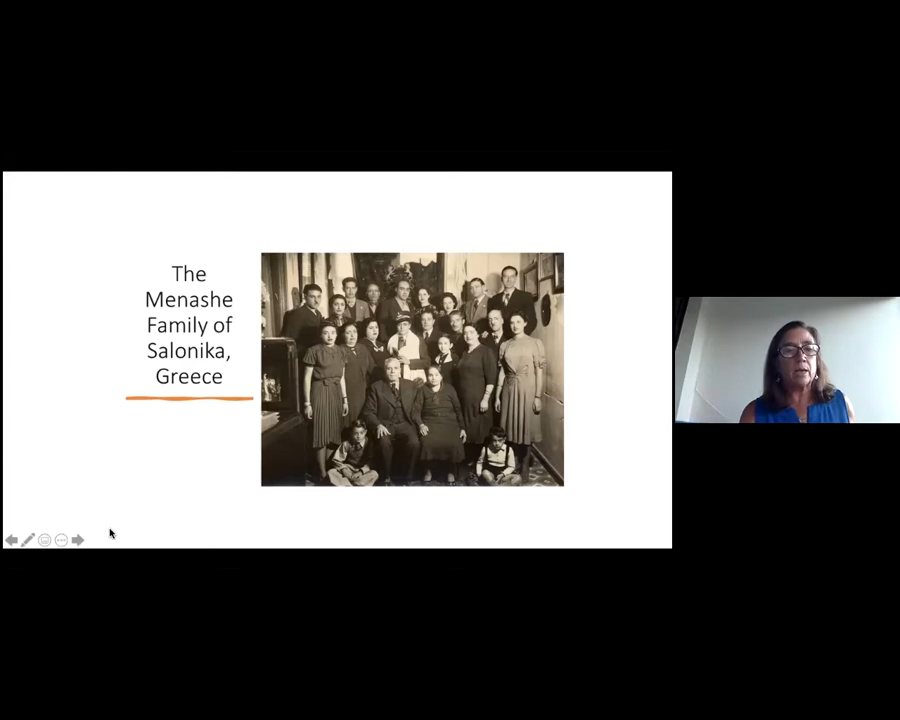 The
Menashe
Family of
Salonika,
Greece